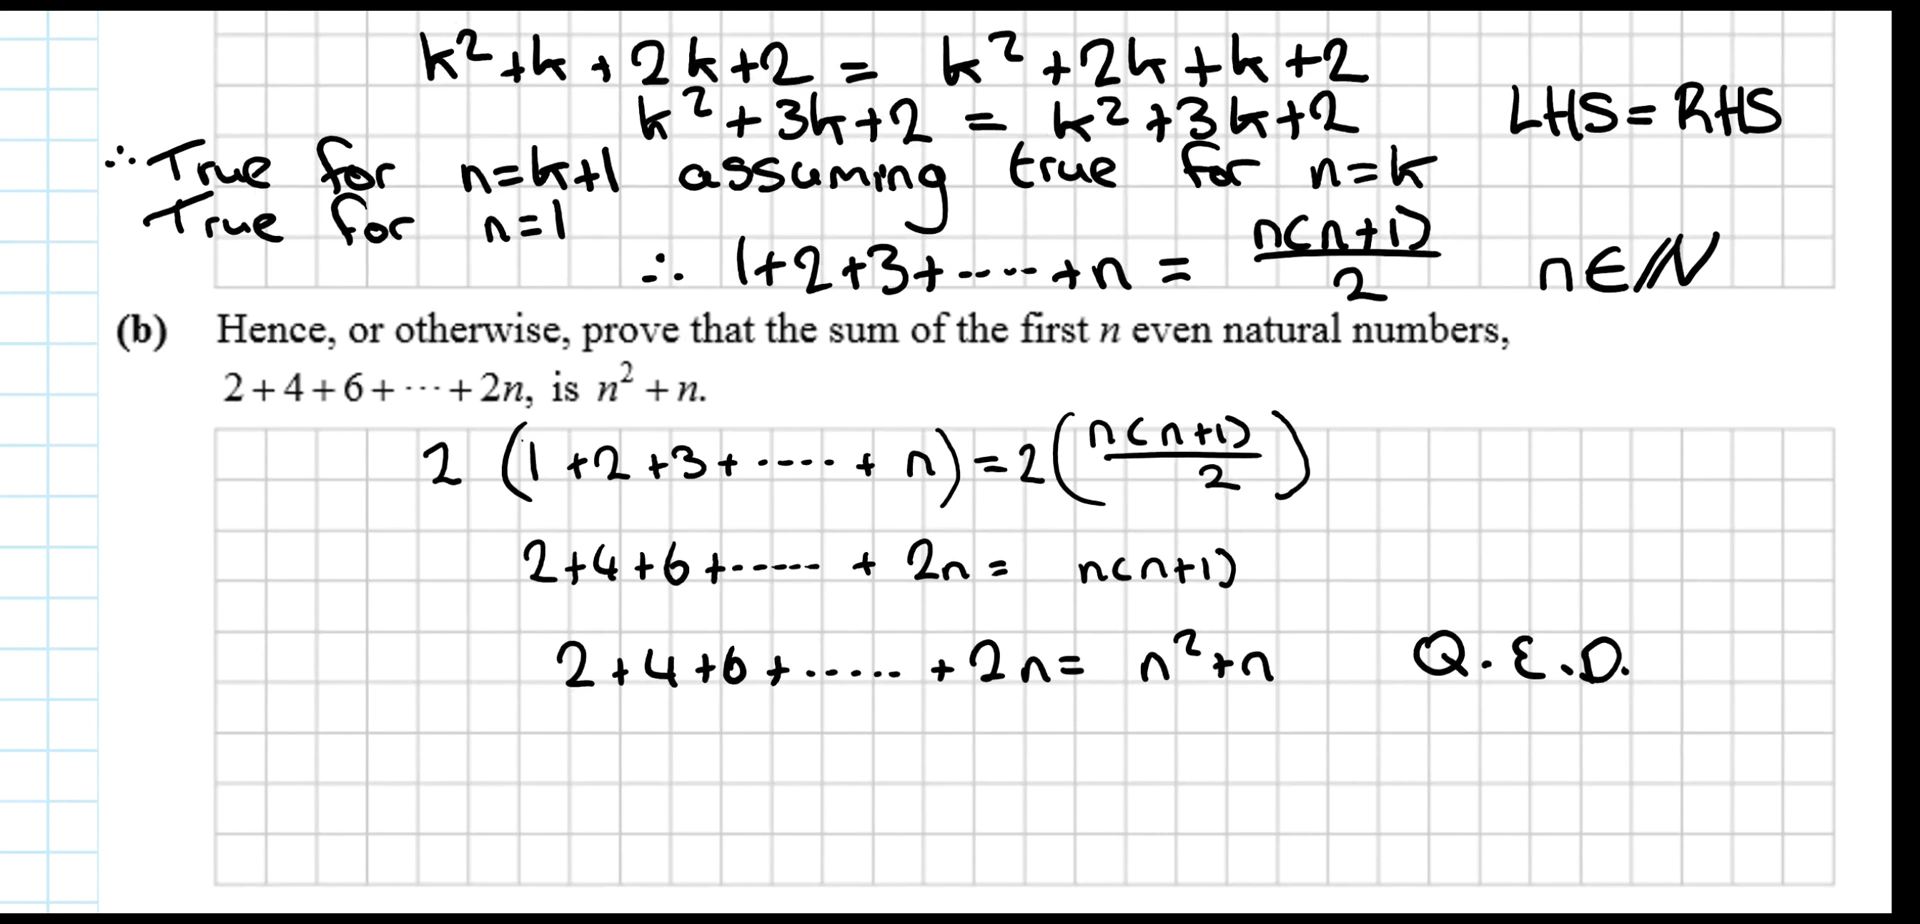 k²+k+2k+2 = k²+2k+k+2
k²+3k+2 = k²+3k+2 LHS = RHS
∴ True for n=k+1 assuming true for n=k
True for n=1
∴ 1+2+3+.....+n = n(n+1)/2 n∈ℕ
(b) Hence, or otherwise, prove that the sum of the first n even natural numbers,
2+4+6+⋯+2n, is n²+n.
2(1+2+3+.....+n)=2(n(n+1)/2)
2+4+6+......+2n = n(n+1)
2+4+6+......+2n = n²+n Q.E.D.